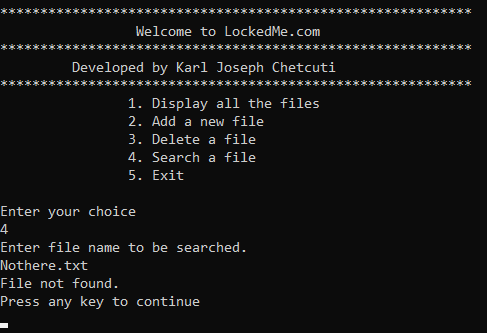 ***********************************************************
Welcome to LockedMe.com
***********************************************************
Developed by Karl Joseph Chetcuti
***********************************************************
1. Display all the files
2. Add a new file
3. Delete a file
4. Search a file
5. Exit
Enter your choice
4
Enter file name to be searched.
Nothere.txt
File not found.
Press any key to continue